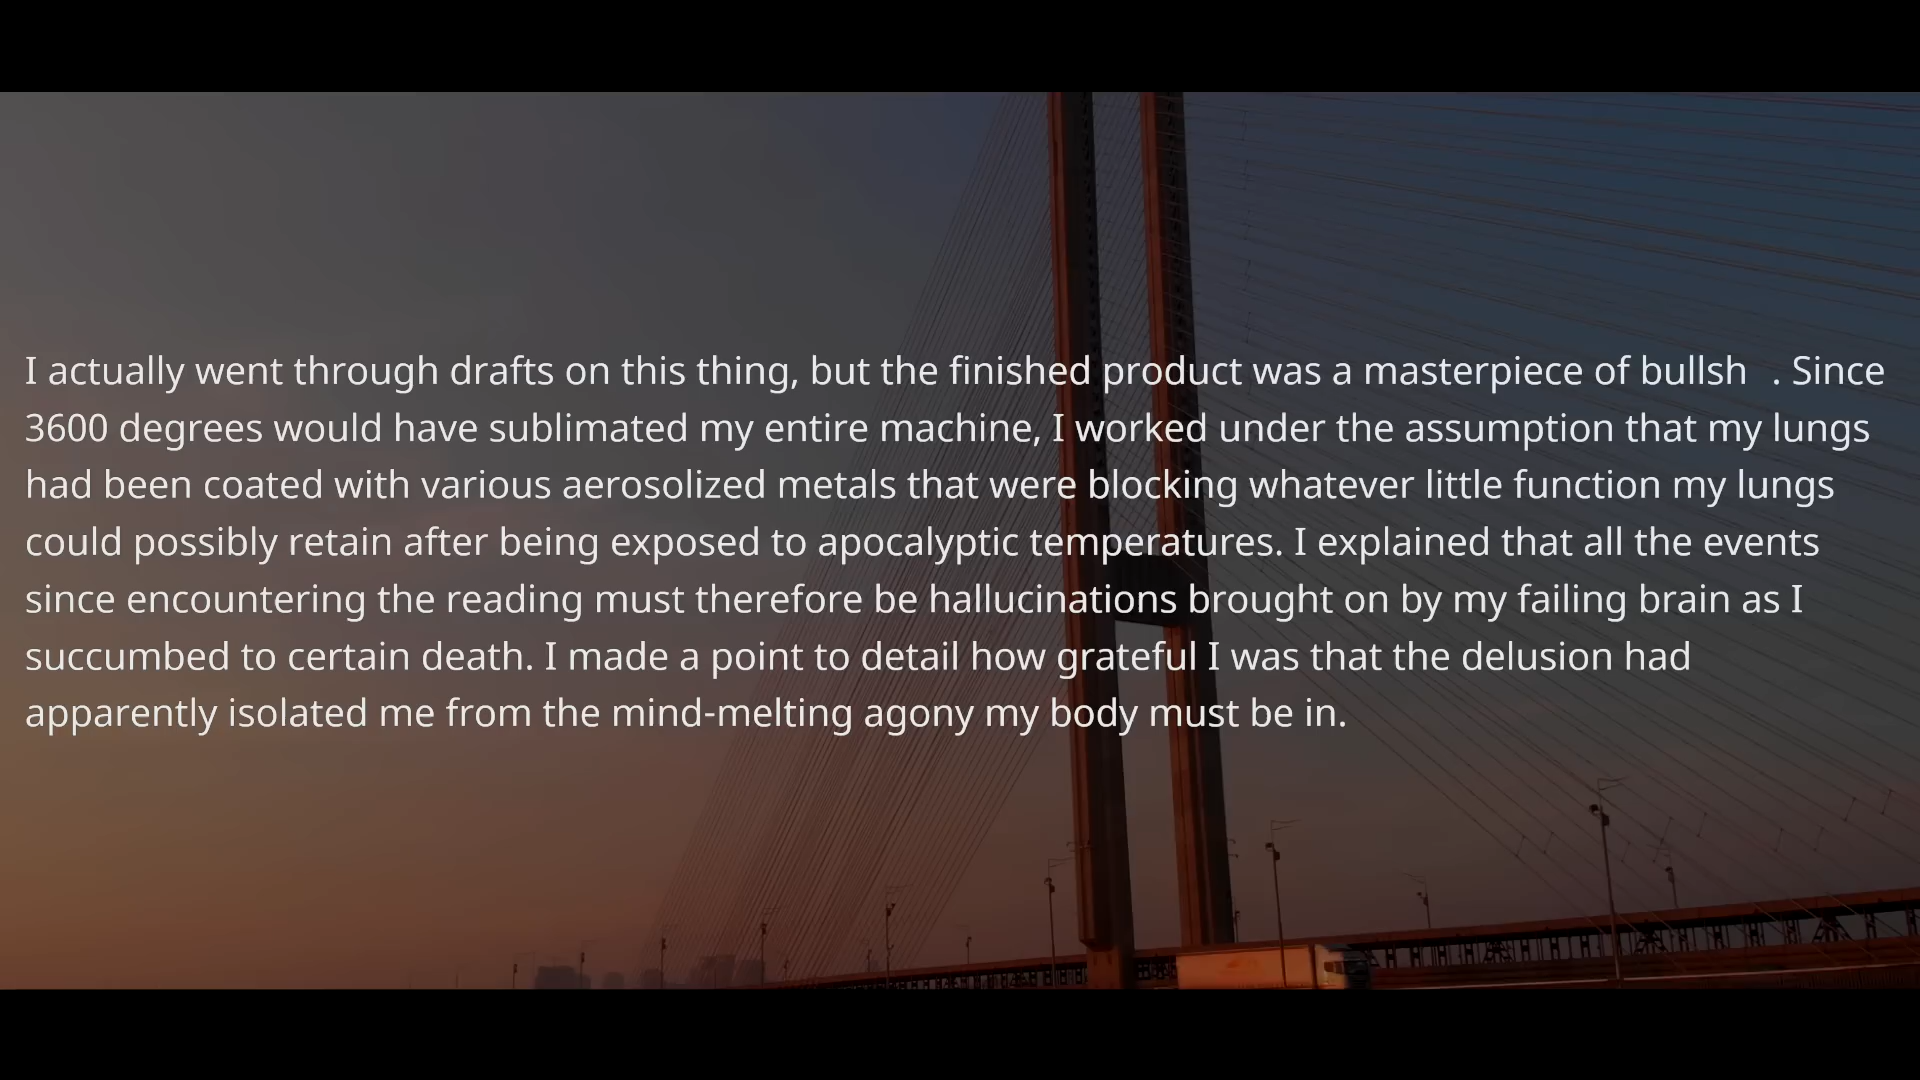 I actually went through drafts on this thing, but the finished product was a masterpiece of bullsh  . Since
3600 degrees would have sublimated my entire machine, I worked under the assumption that my lungs
had been coated with various aerosolized metals that were blocking whatever little function my lungs
could possibly retain after being exposed to apocalyptic temperatures. I explained that all the events
since encountering the reading must therefore be hallucinations brought on by my failing brain as I
succumbed to certain death. I made a point to detail how grateful I was that the delusion had
apparently isolated me from the mind-melting agony my body must be in.